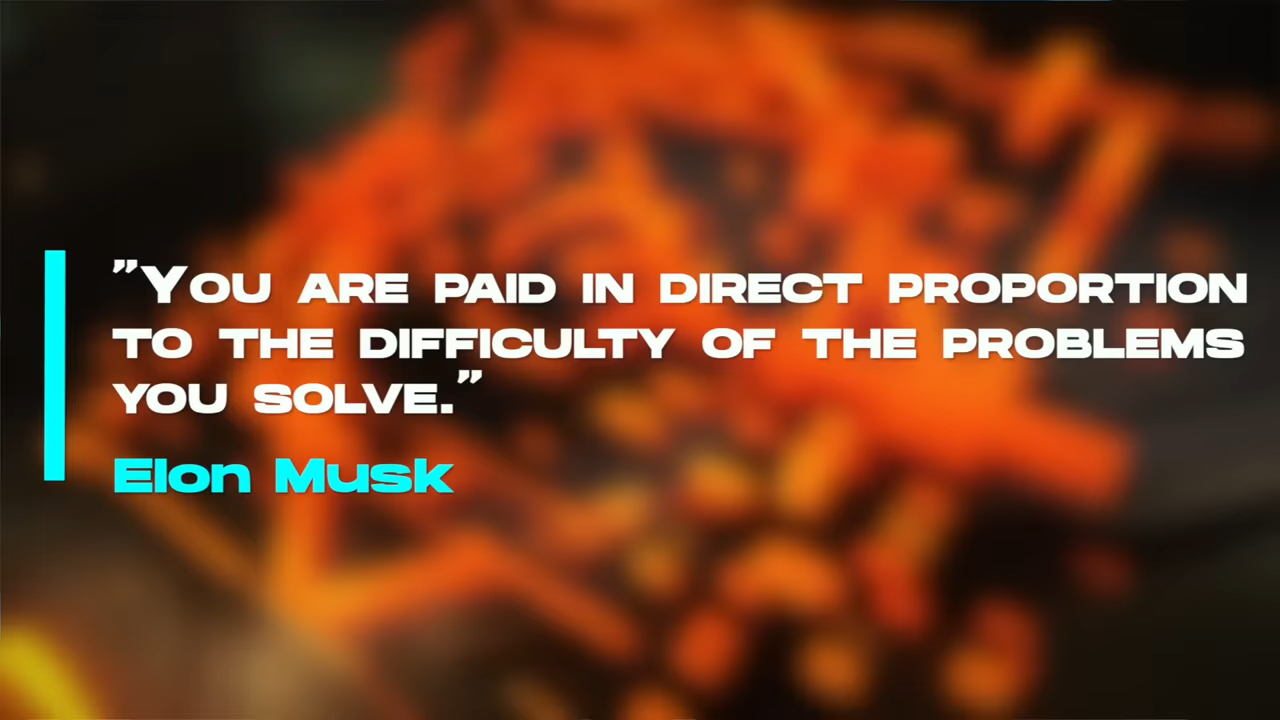 ”You are paid in direct proportion
to the difficulty of the problems
you solve.”
Elon Musk